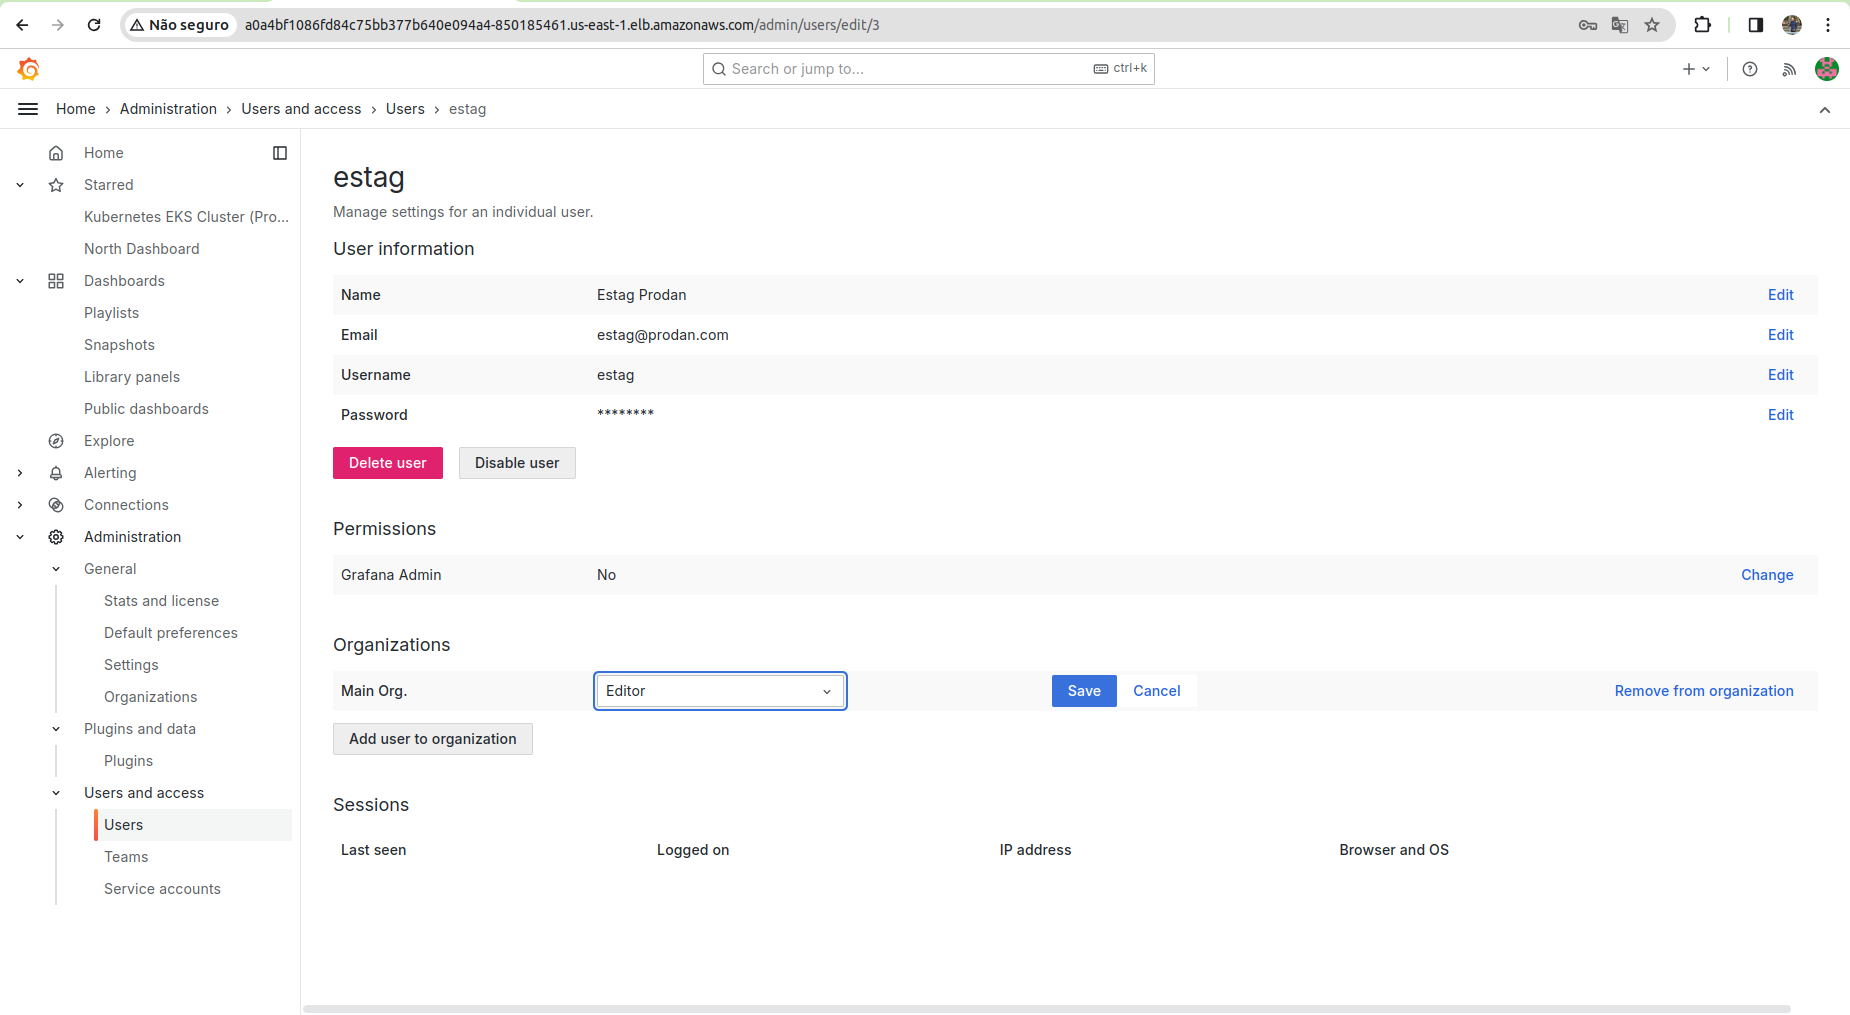 Não seguro a0a4bf1086fd84c75bb377b640e094a4-850185461.us-east-1.elb.amazonaws.com/admin/users/edit/3
Search or jump to... ctrl+k
Home › Administration › Users and access › Users › estag
Home
Starred
Kubernetes EKS Cluster (Pro...
North Dashboard
Dashboards
Playlists
Snapshots
Library panels
Public dashboards
Explore
Alerting
Connections
Administration
General
Stats and license
Default preferences
Settings
Organizations
Plugins and data
Plugins
Users and access
Users
Teams
Service accounts
estag
Manage settings for an individual user.
User information
Name Estag Prodan Edit
Email estag@prodan.com Edit
Username estag Edit
Password ******** Edit
Delete user Disable user
Permissions
Grafana Admin No Change
Organizations
Main Org. Editor Save Cancel Remove from organization
Add user to organization
Sessions
Last seen Logged on IP address Browser and OS